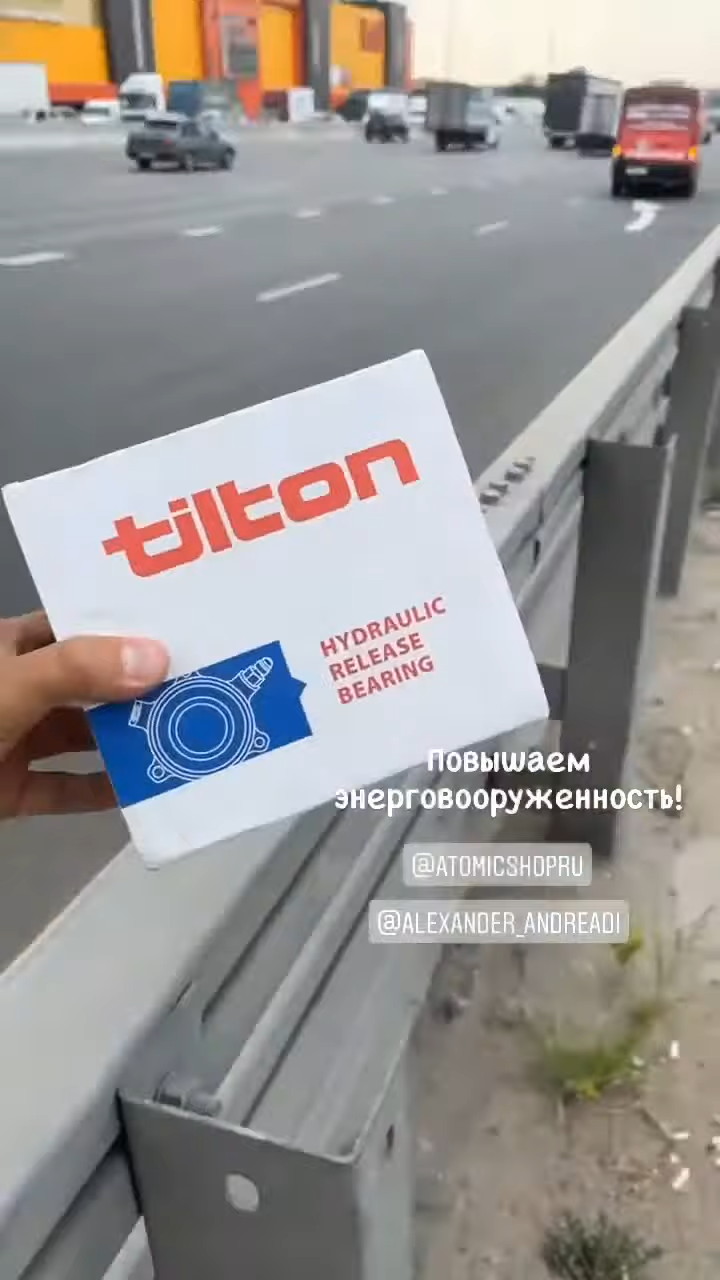 tilton
HYDRAULIC
RELEASE
BEARING
Повышаем
энерговооруженность!
@ATOMICSHOPRU
@ALEXANDER_ANDREADI